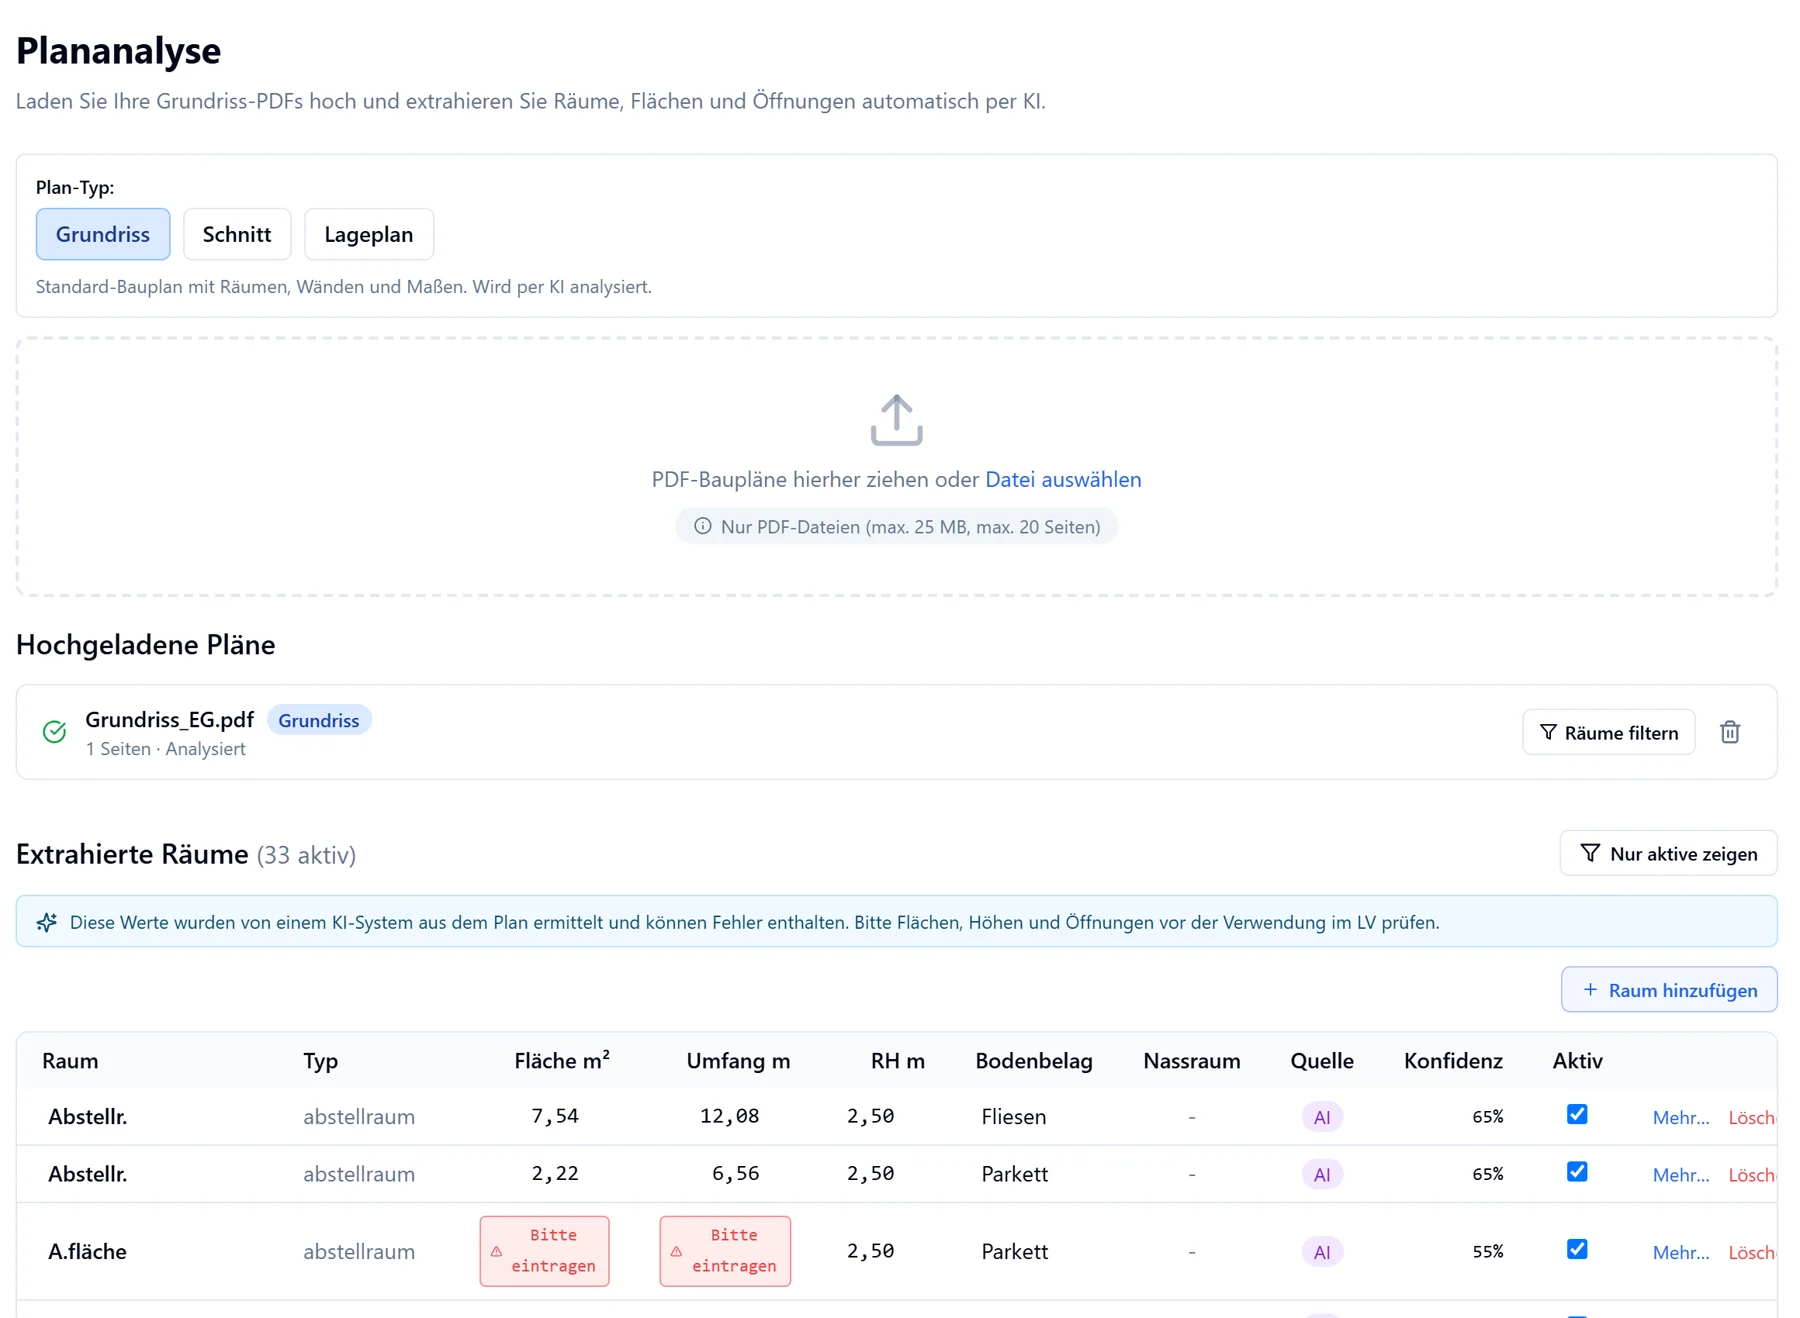 Plananalyse
Laden Sie Ihre Grundriss-PDFs hoch und extrahieren Sie Räume, Flächen und Öffnungen automatisch per KI.
Plan-Typ:
Grundriss Schnitt Lageplan
Standard-Bauplan mit Räumen, Wänden und Maßen. Wird per KI analysiert.
PDF-Baupläne hierher ziehen oder Datei auswählen
Nur PDF-Dateien (max. 25 MB, max. 20 Seiten)
Hochgeladene Pläne
Grundriss_EG.pdf Grundriss
1 Seiten · Analysiert
Räume filtern
Extrahierte Räume (33 aktiv)
Nur aktive zeigen
Diese Werte wurden von einem KI-System aus dem Plan ermittelt und können Fehler enthalten. Bitte Flächen, Höhen und Öffnungen vor der Verwendung im LV prüfen.
+ Raum hinzufügen
Raum Typ Fläche m² Umfang m RH m Bodenbelag Nassraum Quelle Konfidenz Aktiv
Abstellr. abstellraum 7,54 12,08 2,50 Fliesen - AI 65% Mehr... Lösch
Abstellr. abstellraum 2,22 6,56 2,50 Parkett - AI 65% Mehr... Lösch
A.fläche abstellraum Bitte eintragen Bitte eintragen 2,50 Parkett - AI 55% Mehr... Lösch